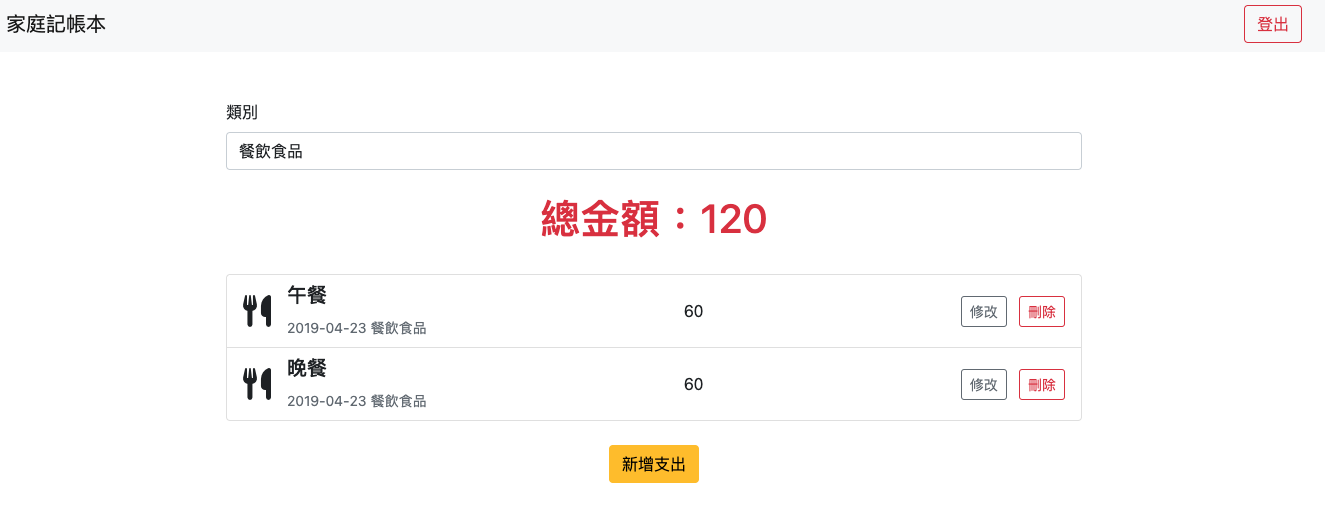 家庭記帳本 登出
類別
餐飲食品
總金額：120
午餐
2019-04-23 餐飲食品
60
修改 刪除
晚餐
2019-04-23 餐飲食品
60
修改 刪除
新增支出